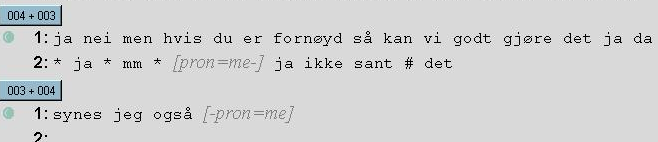 004 + 003
1: ja nei men hvis du er fornøyd så kan vi godt gjøre det ja da
2: * ja * mm * [pron=me-] ja ikke sant # det
003 + 004
1: synes jeg også [-pron=me]
2: